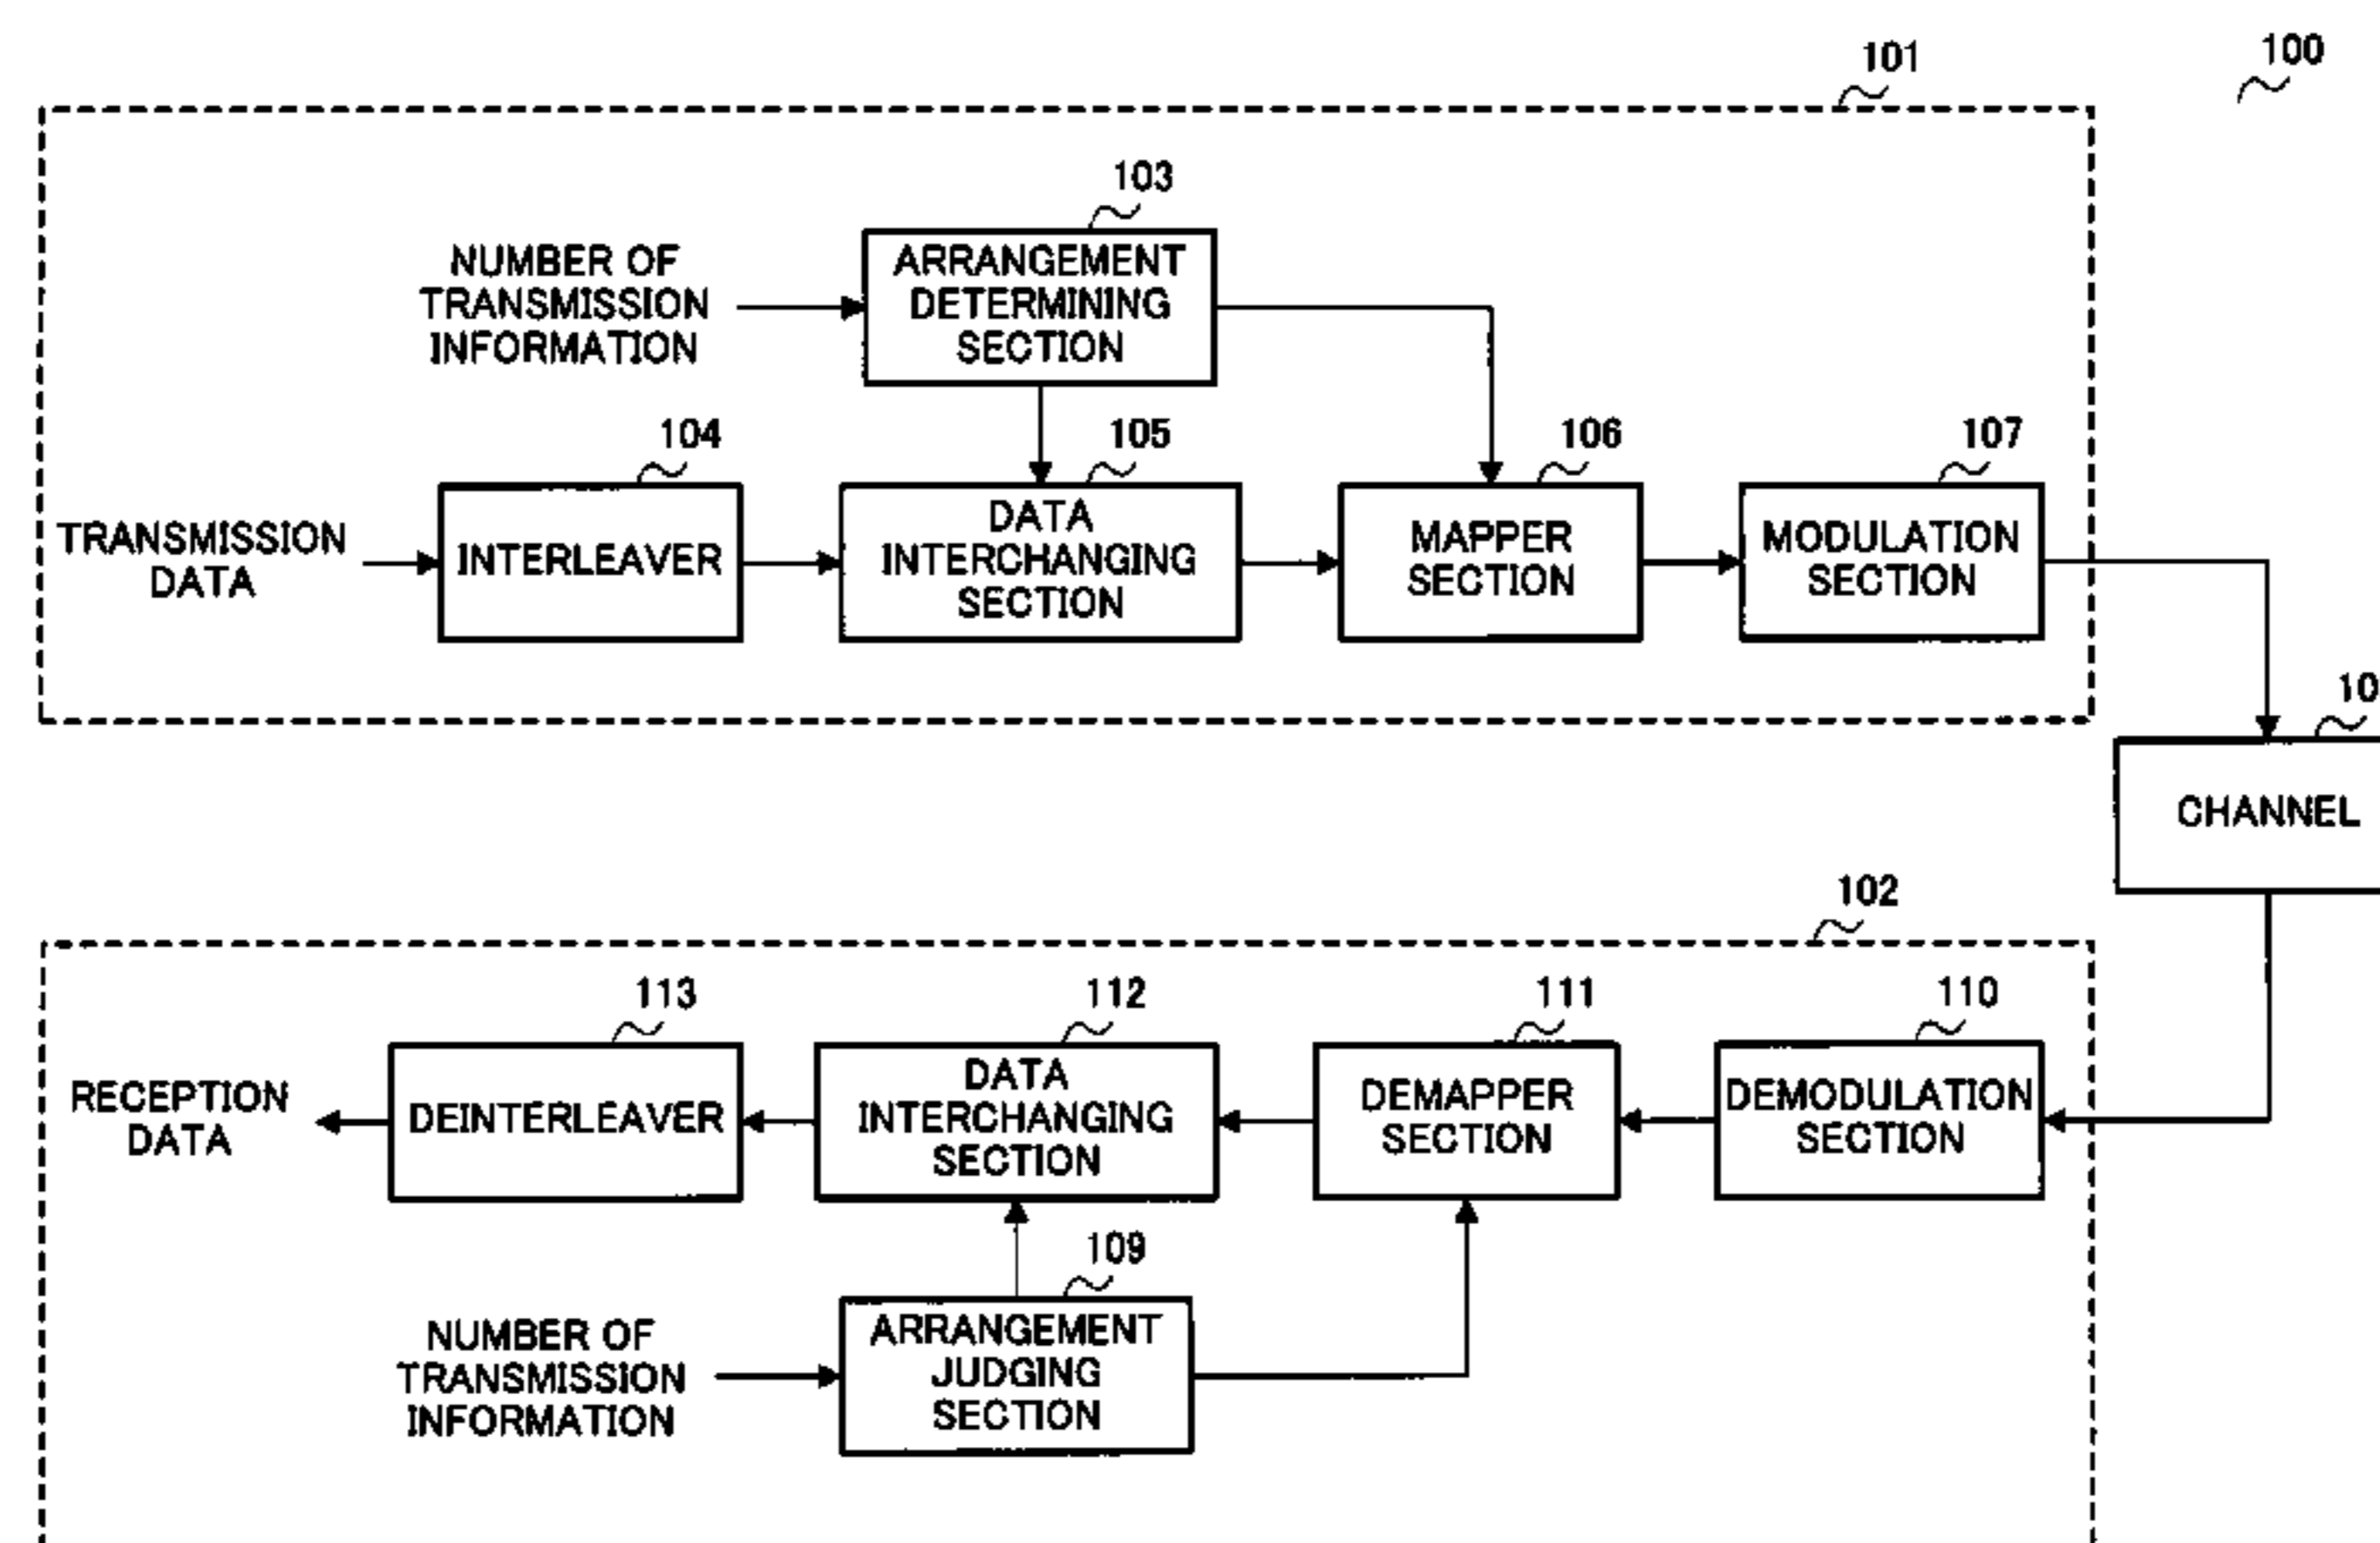 101
100
103
NUMBER OF
TRANSMISSION
INFORMATION
ARRANGEMENT
DETERMINING
SECTION
104
105
106
107
TRANSMISSION
DATA
INTERLEAVER
DATA
INTERCHANGING
SECTION
MAPPER
SECTION
MODULATION
SECTION
10
CHANNEL
102
113
112
111
110
RECEPTION
DATA
DEINTERLEAVER
DATA
INTERCHANGING
SECTION
DEMAPPER
SECTION
DEMODULATION
SECTION
109
NUMBER OF
TRANSMISSION
INFORMATION
ARRANGEMENT
JUDGING
SECTION